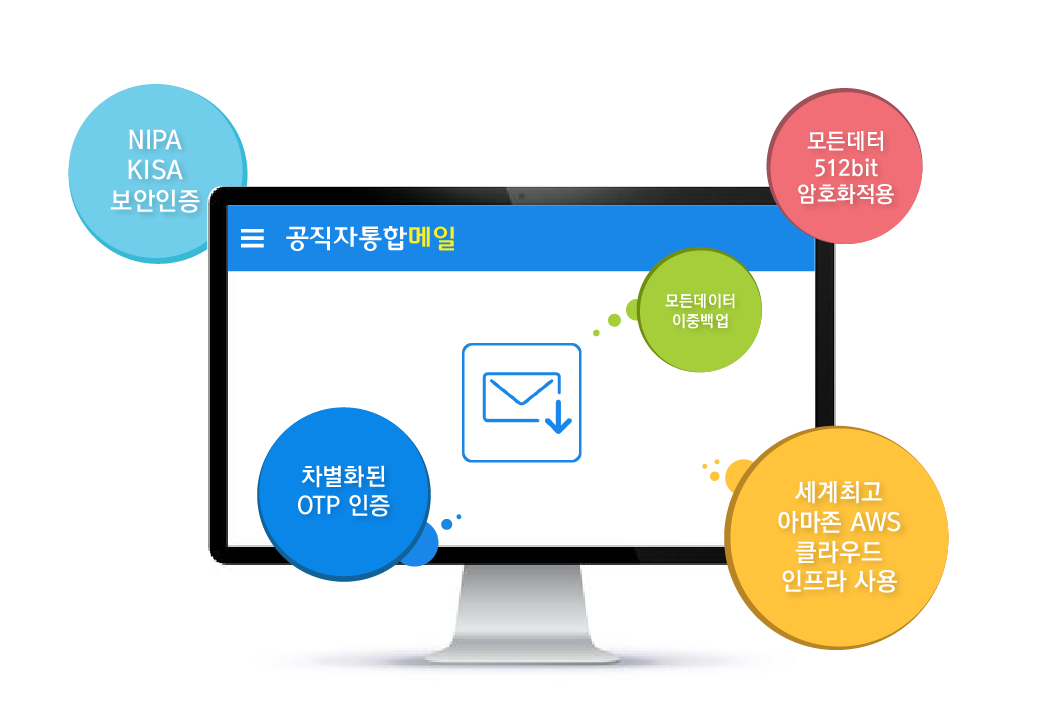 NIPA
KISA
보안인증
모든데터
512bit
암호화적용
공직자통합메일
모든데이터
이중백업
차별화된
OTP 인증
세계최고
아마존 AWS
클라우드
인프라 사용